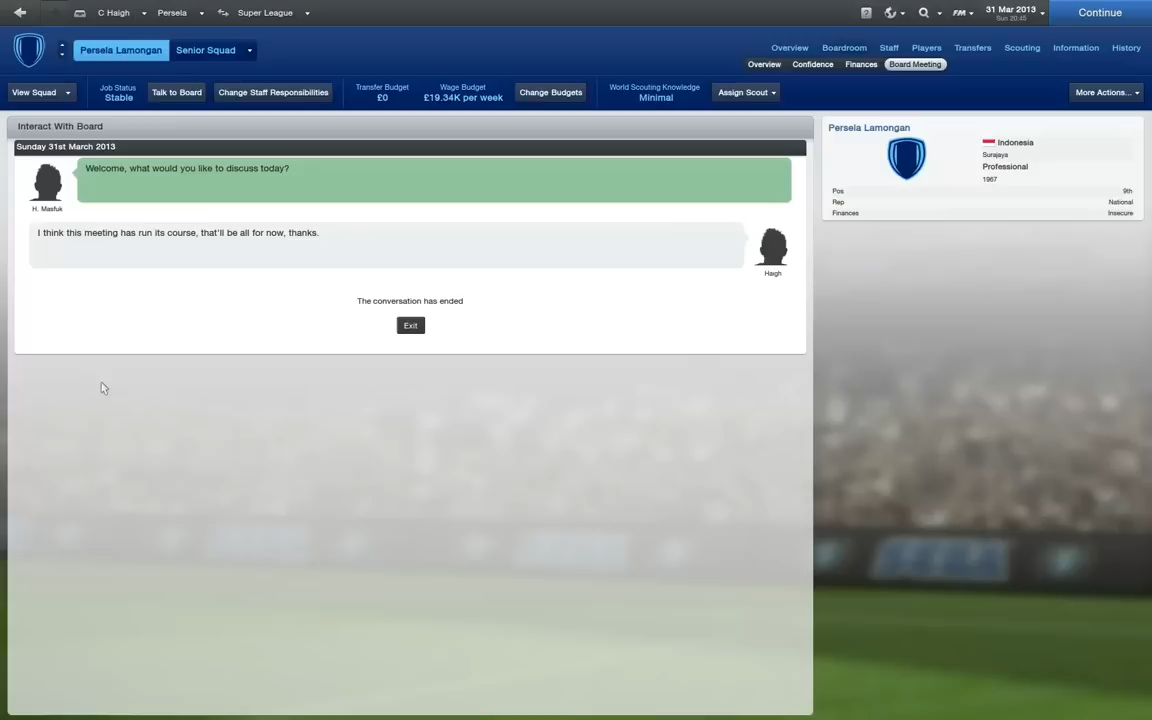 C Haigh Persela Super League
FM
31 Mar 2013
Sun 20:45
Continue
Persela Lamongan Senior Squad
Overview Boardroom Staff Players Transfers Scouting Information History
Overview Confidence Finances Board Meeting
View Squad
Job Status
Stable
Talk to Board
Change Staff Responsibilities
Transfer Budget
£0
Wage Budget
£19.34K per week
Change Budgets
World Scouting Knowledge
Minimal
Assign Scout
More Actions...
Interact With Board
Sunday 31st March 2013
Welcome, what would you like to discuss today?
H. Masfuk
I think this meeting has run its course, that'll be all for now, thanks.
Haigh
The conversation has ended
Exit
Persela Lamongan
Indonesia
Surajaya
Professional
1967
Pos 9th
Rep National
Finances Insecure